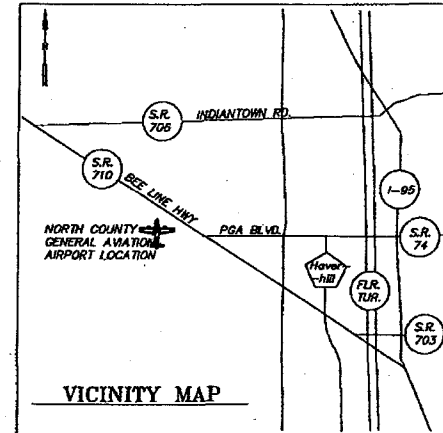 S.R.
706
INDIANTOWN RD.
S.R.
710
BEE LINE HWY
I-95
NORTH COUNTY
GENERAL AVIATION
AIRPORT LOCATION
PGA BLVD.
S.R.
74
Haver-
-hill
FLR.
TUR.
S.R.
703
VICINITY MAP